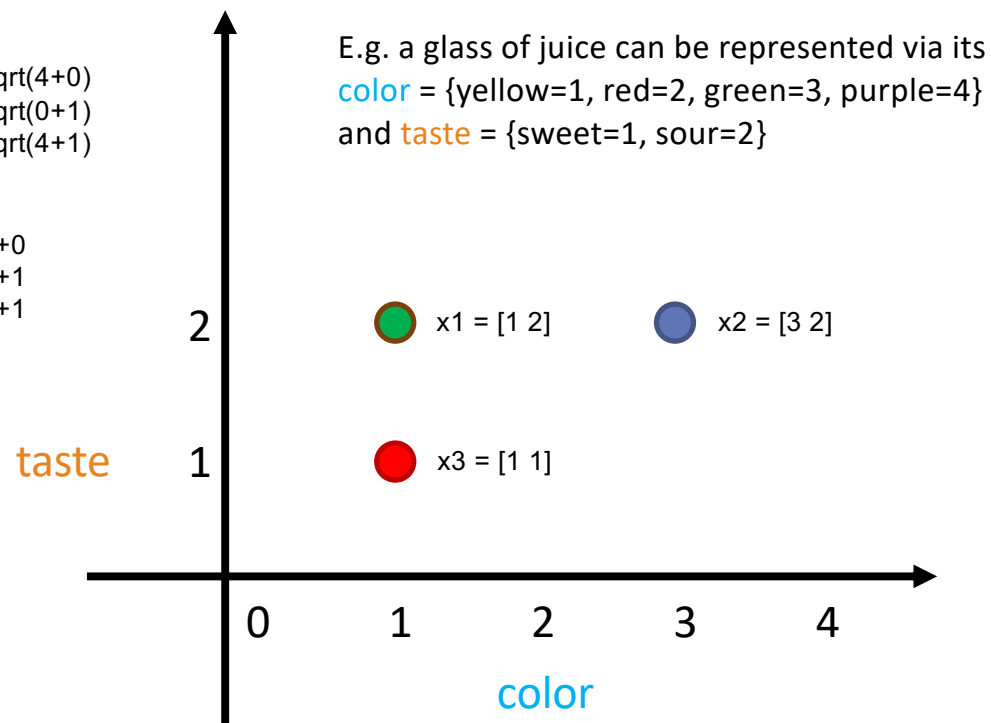 E.g. a glass of juice can be represented via its
color = {yellow=1, red=2, green=3, purple=4}
and taste = {sweet=1, sour=2}
qrt(4+0)
qrt(0+1)
qrt(4+1)
+0
+1
+1
2
x1 = [1 2]
x2 = [3 2]
taste
1
x3 = [1 1]
0 1 2 3 4
color